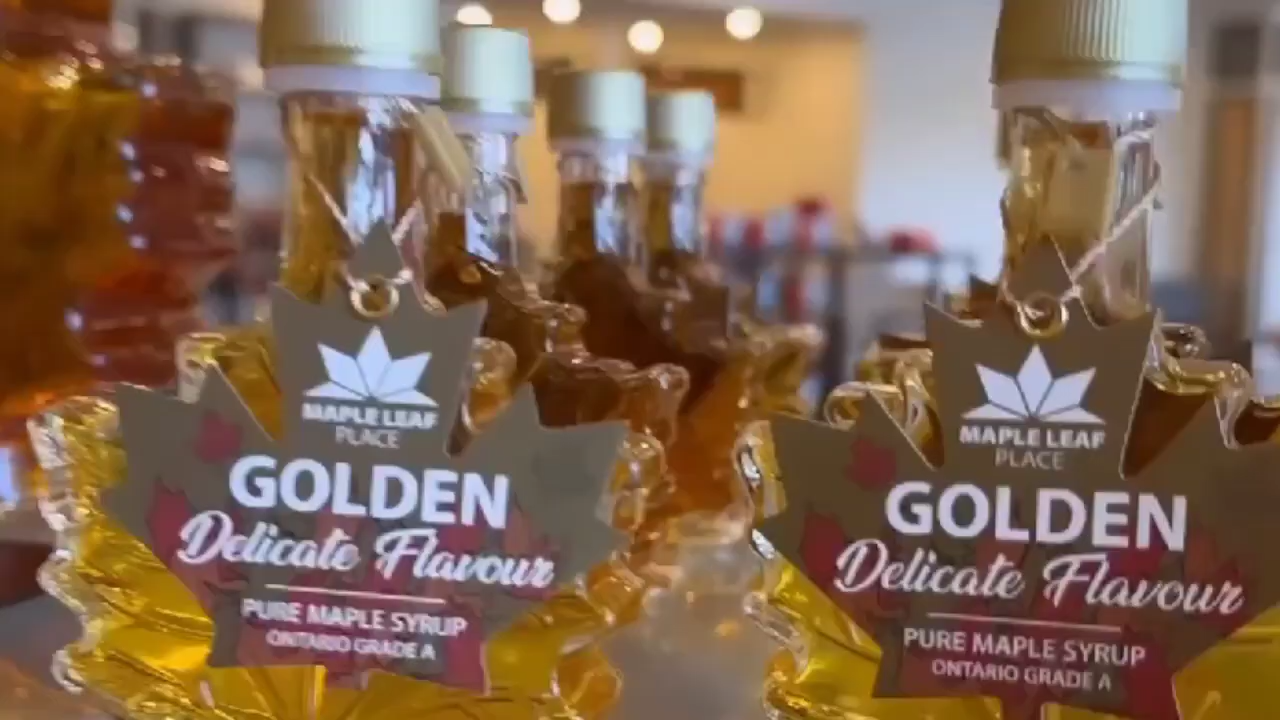 MAPLE LEAF
PLACE
GOLDEN
Delicate Flavour
PURE MAPLE SYRUP
ONTARIO GRADE A
MAPLE LEAF
PLACE
GOLDEN
Delicate Flavour
PURE MAPLE SYRUP
ONTARIO GRADE A